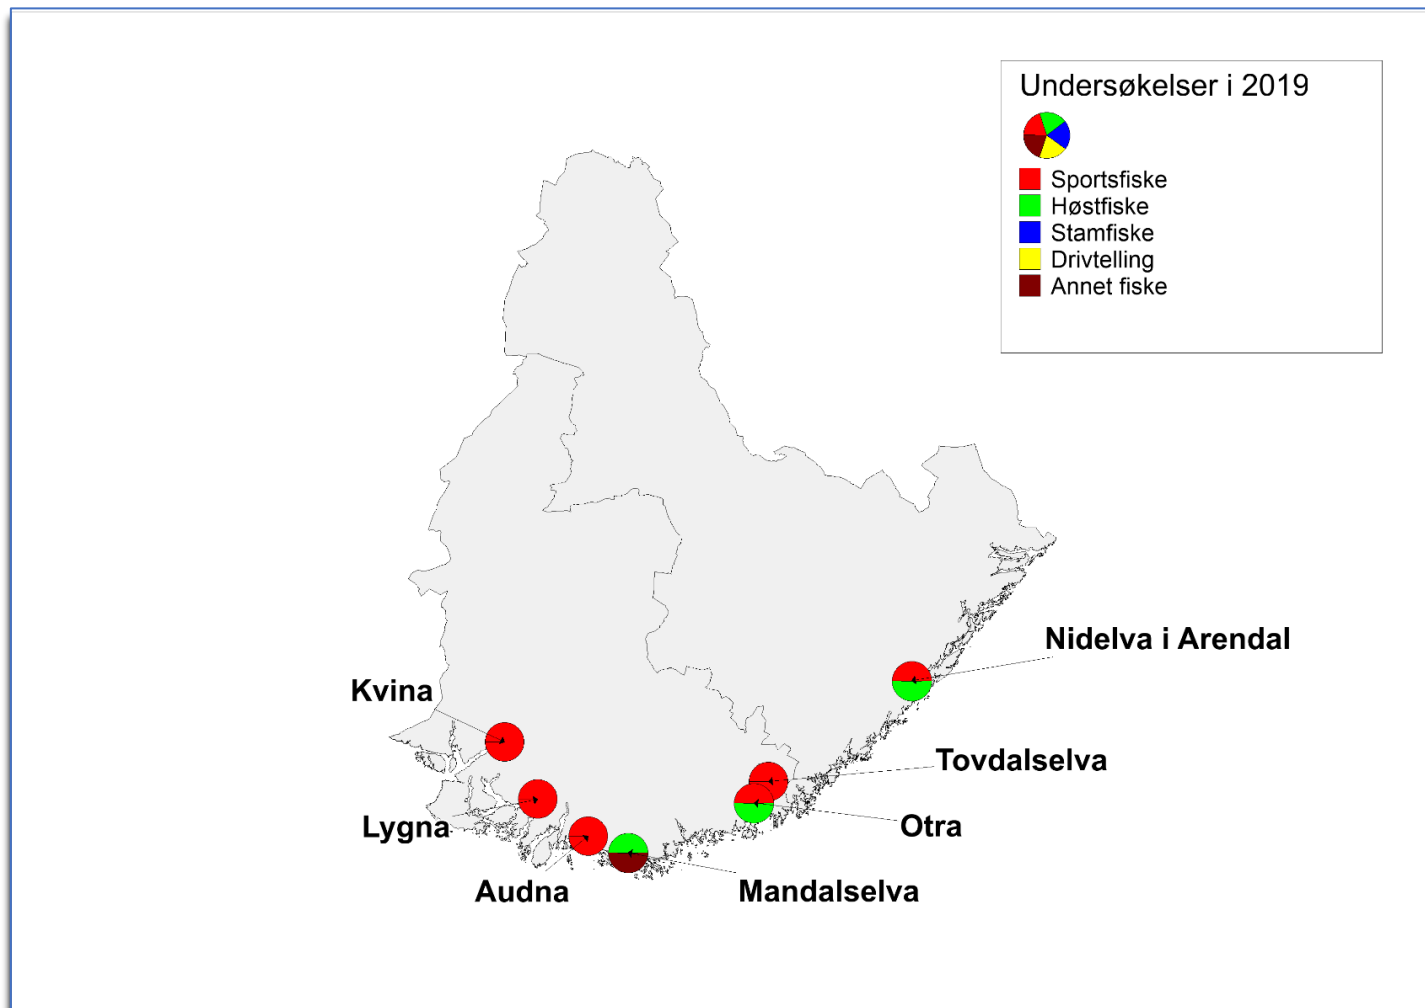 Undersøkelser i 2019
Sportsfiske
Høstfiske
Stamfiske
Drivtelling
Annet fiske
Nidelva i Arendal
Kvina
Tovdalselva
Lygna
Otra
Audna
Mandalselva